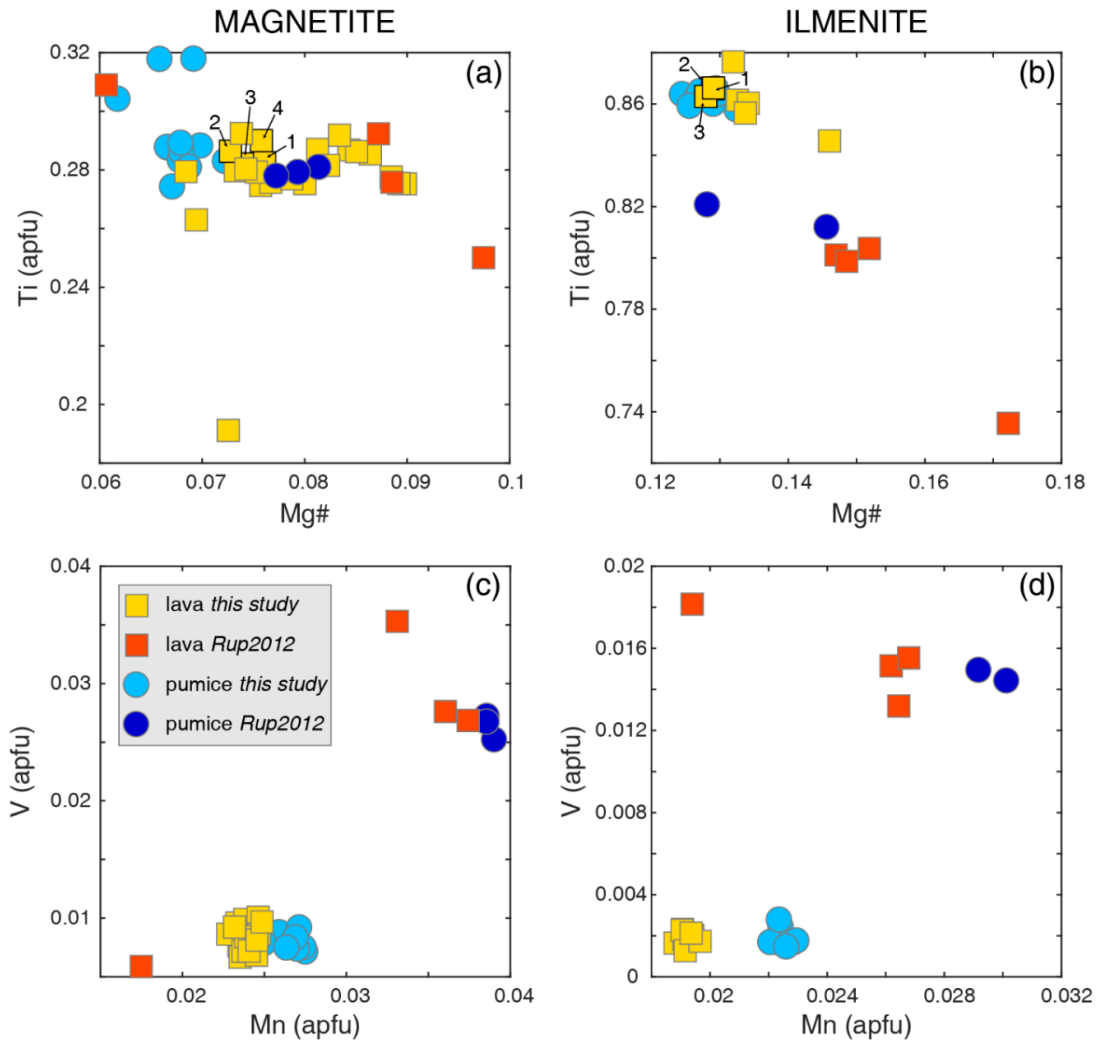 MAGNETITE
ILMENITE
0.32
0.28
0.24
0.2
Ti (apfu)
(a)
2
3
4
1
0.06
0.07
0.08
0.09
0.1
Mg#
0.86
0.82
0.78
0.74
Ti (apfu)
(b)
2
1
3
0.12
0.14
0.16
0.18
Mg#
0.04
0.03
0.02
0.01
V (apfu)
(c)
lava this study
lava Rup2012
pumice this study
pumice Rup2012
0.02
0.03
0.04
Mn (apfu)
0.02
0.016
0.012
0.008
0.004
0
V (apfu)
(d)
0.02
0.024
0.028
0.032
Mn (apfu)